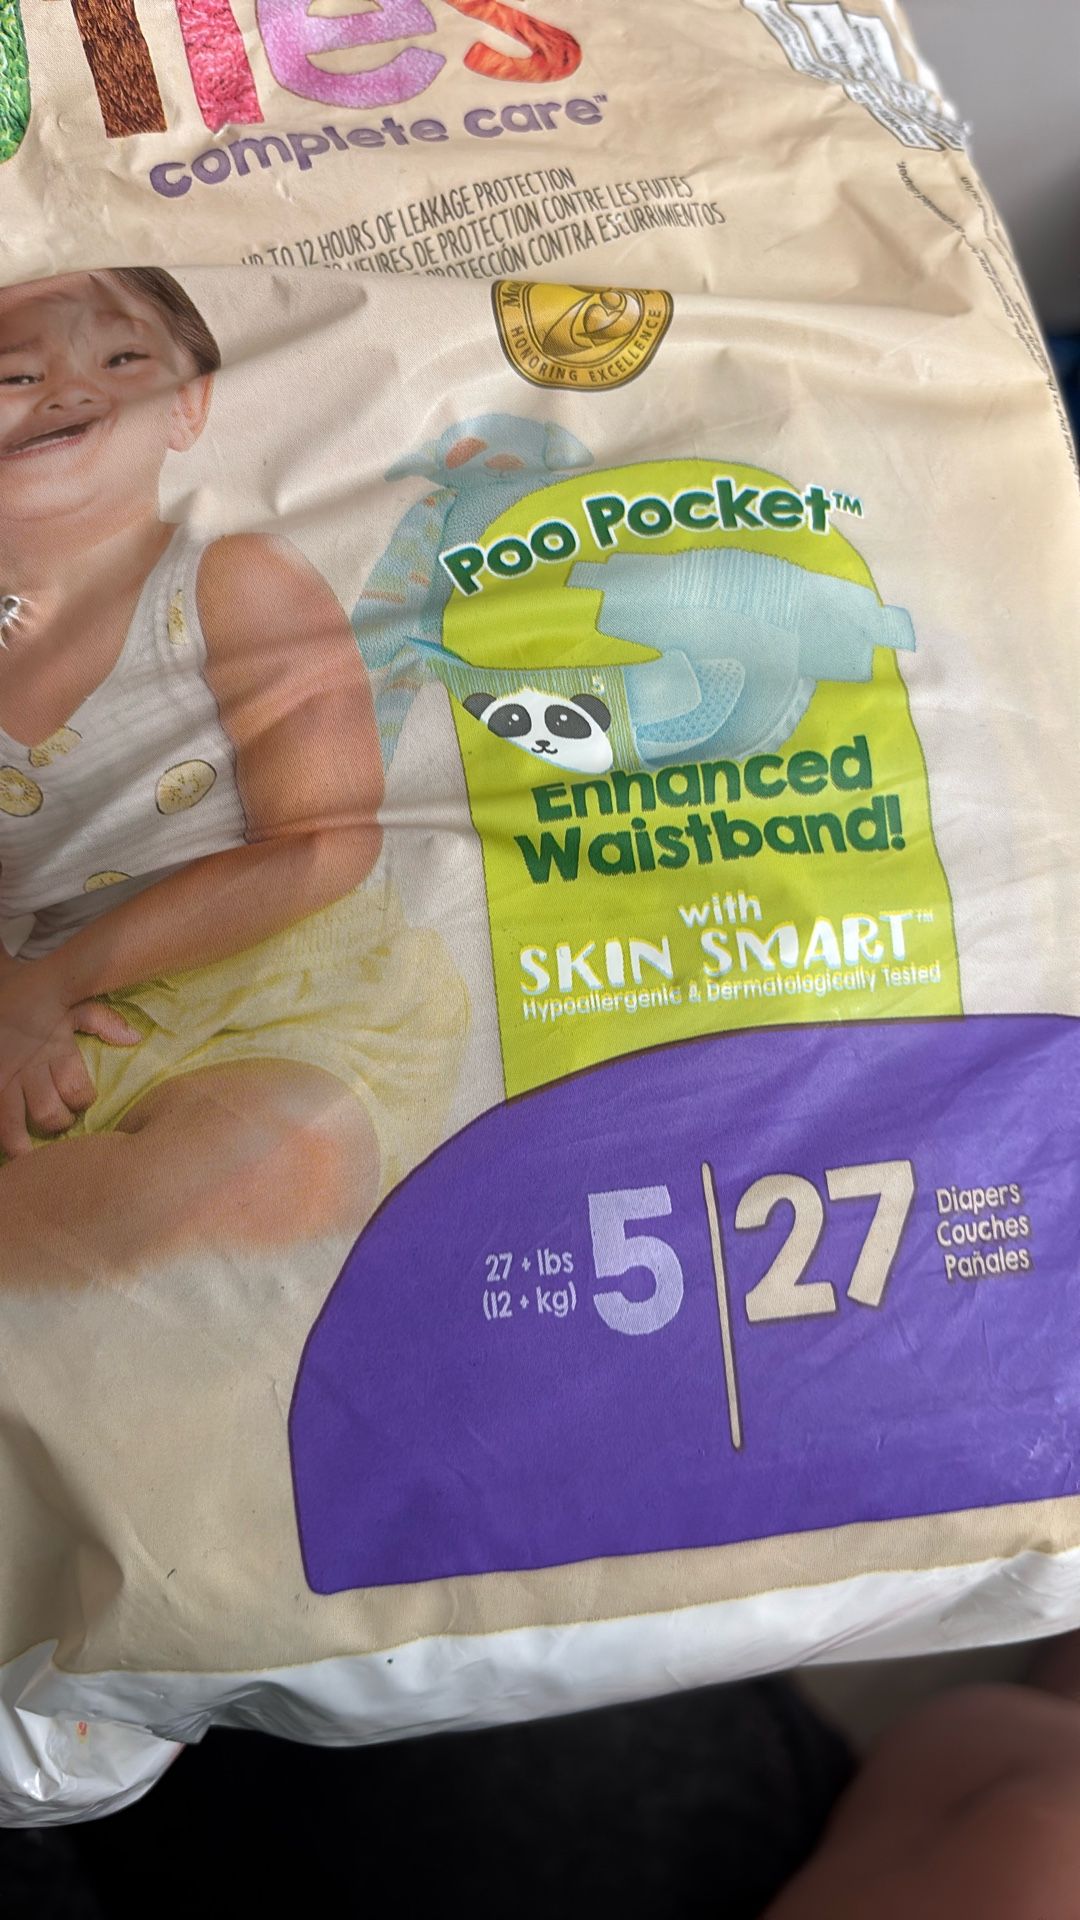 complete care™
UP TO 12 HOURS OF LEAKAGE PROTECTION
HEURES DE PROTECTION CONTRE LES FUITES
PROTECCIÓN CONTRA ESCURRIMIENTOS
HONORING EXCELLENCE
Poo Pocket™
5
Enhanced
Waistband!
with
SKIN SMART™
Hypoallergenic & Dermatologically Tested
27 + lbs
(12 + kg)
5
27
Diapers
Couches
Pañales